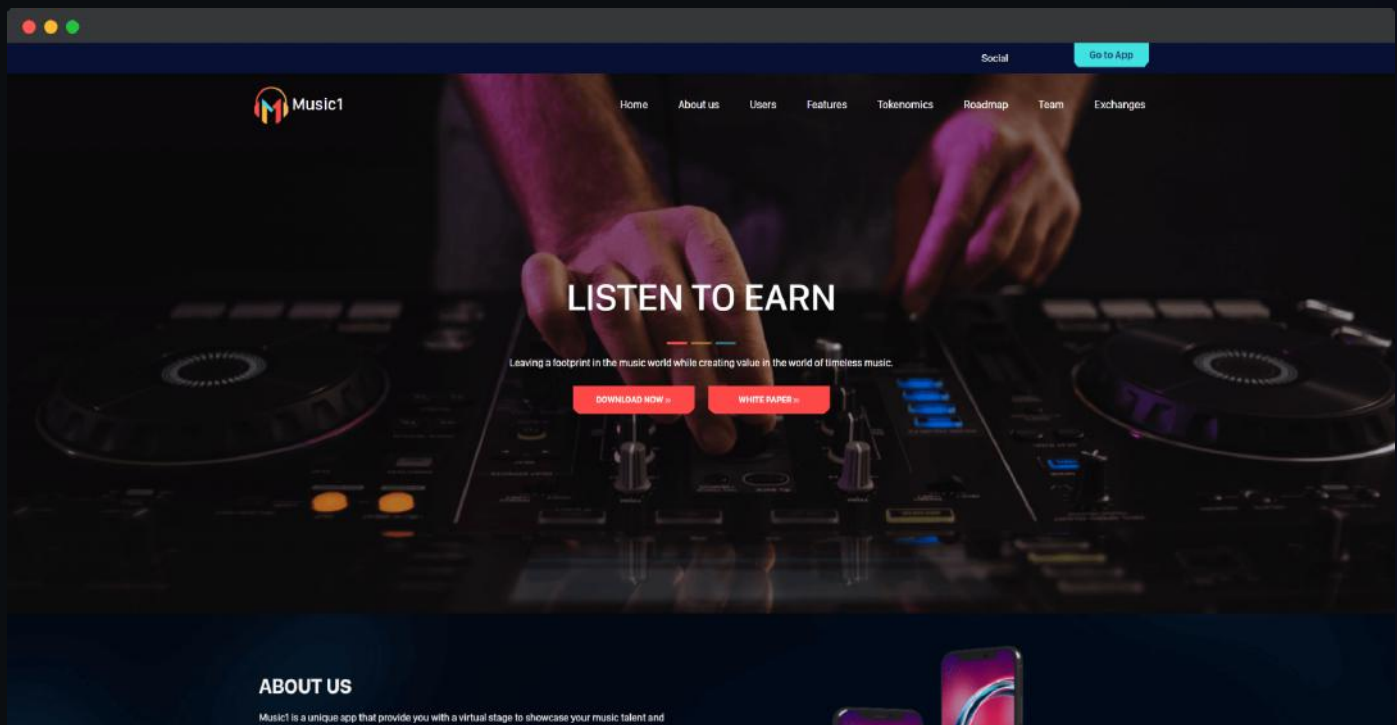 Social
Go to App
Music1
Home About us Users Features Tokenomics Roadmap Team Exchanges
LISTEN TO EARN
Leaving a footprint in the music world while creating value in the world of timeless music.
DOWNLOAD NOW »
WHITE PAPER »
ABOUT US
Music1 is a unique app that provide you with a virtual stage to showcase your music talent and